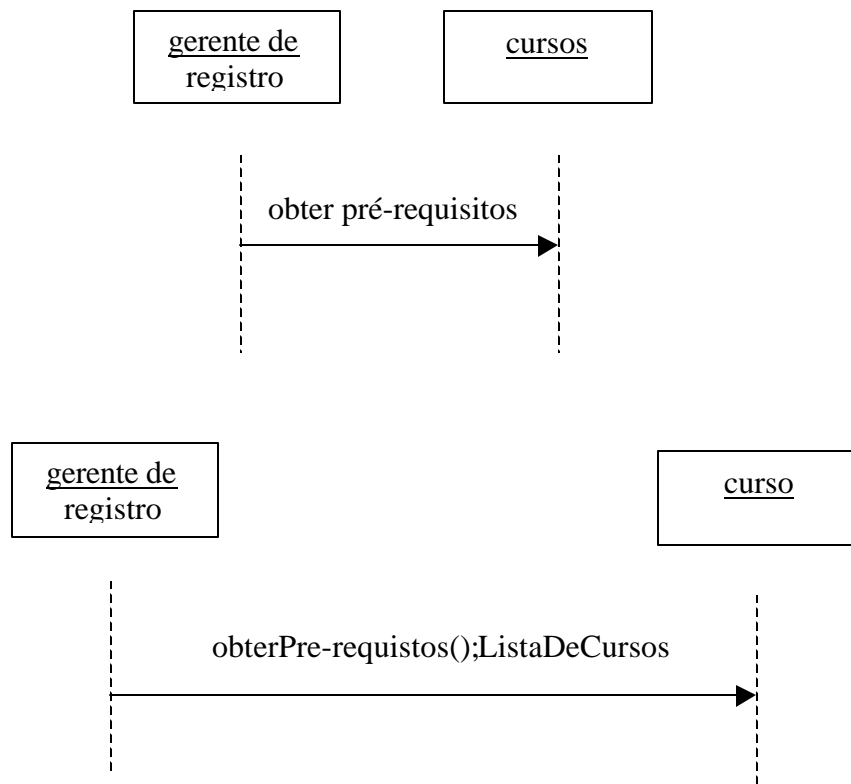 gerente de
registro
cursos
obter pré-requisitos
gerente de
registro
curso
obterPre-requistos();ListaDeCursos